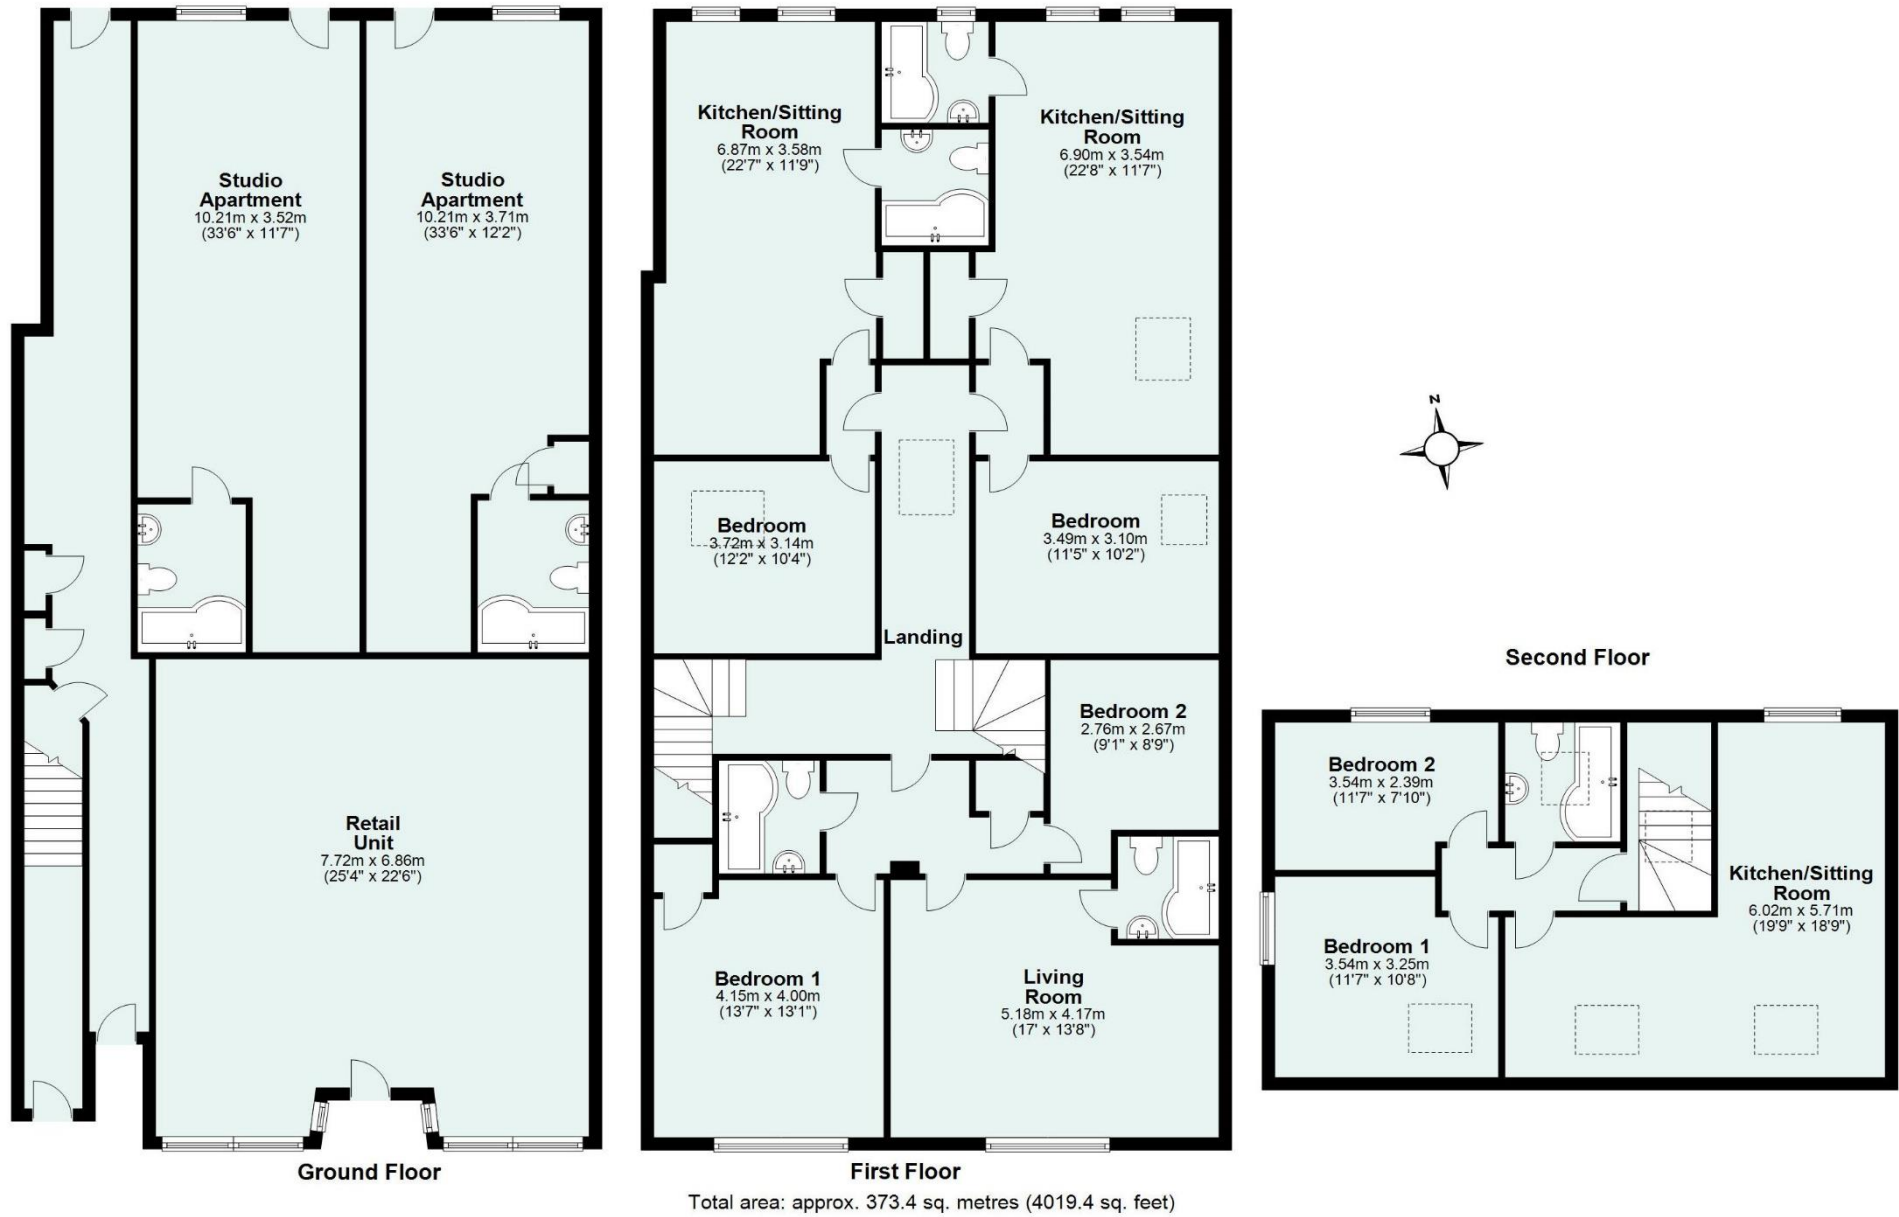 Studio
Apartment
10.21m x 3.52m
(33'6" x 11'7")
Studio
Apartment
10.21m x 3.71m
(33'6" x 12'2")
Retail
Unit
7.72m x 6.86m
(25'4" x 22'6")
Ground Floor
Kitchen/Sitting
Room
6.87m x 3.58m
(22'7" x 11'9")
Kitchen/Sitting
Room
6.90m x 3.54m
(22'8" x 11'7")
Bedroom
3.72m x 3.14m
(12'2" x 10'4")
Bedroom
3.49m x 3.10m
(11'5" x 10'2")
Landing
Bedroom 2
2.76m x 2.67m
(9'1" x 8'9")
Bedroom 1
4.15m x 4.00m
(13'7" x 13'1")
Living
Room
5.18m x 4.17m
(17' x 13'8")
First Floor
N
Second Floor
Bedroom 2
3.54m x 2.39m
(11'7" x 7'10")
Bedroom 1
3.54m x 3.25m
(11'7" x 10'8")
Kitchen/Sitting
Room
6.02m x 5.71m
(19'9" x 18'9")
Total area: approx. 373.4 sq. metres (4019.4 sq. feet)